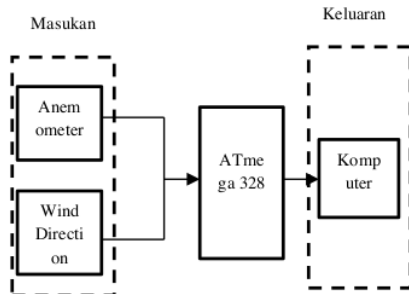 Masukan
Keluaran
Anem
ometer
Wind
Directi
on
ATme
ga 328
Komp
uter